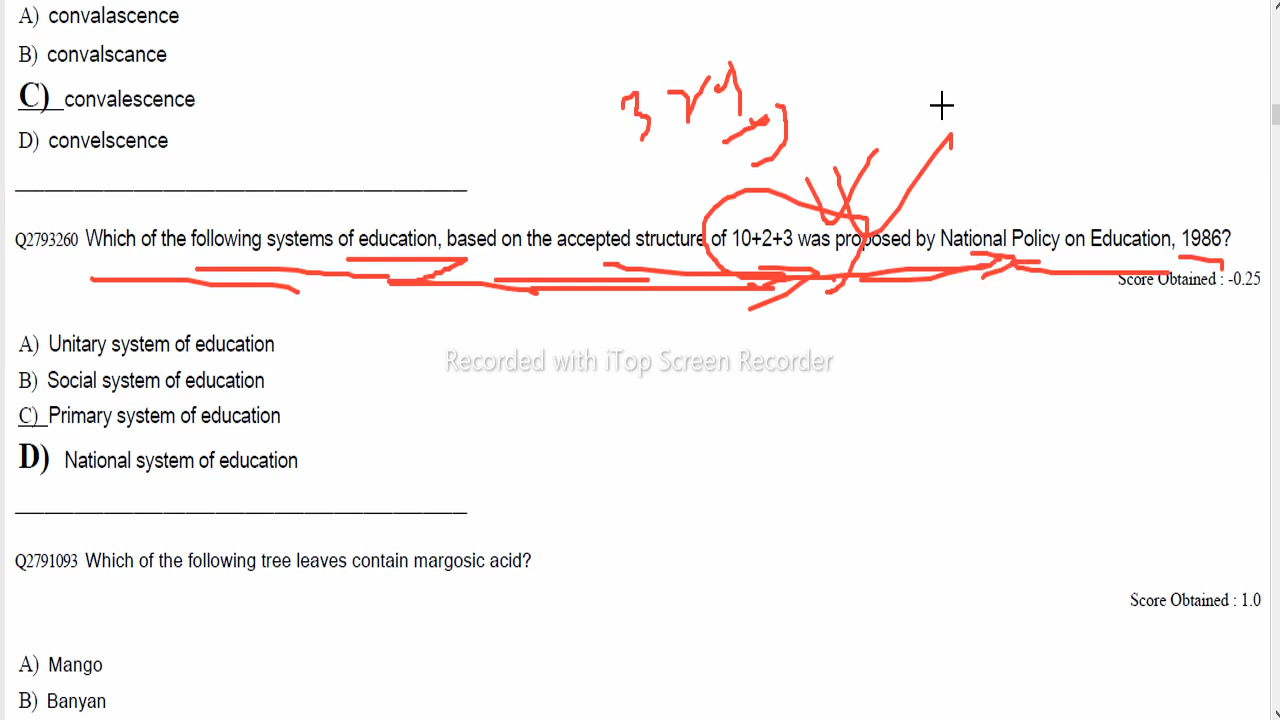 A) convalascence
B) convalscance
C) convalescence
D) convelscence
Q2793260 Which of the following systems of education, based on the accepted structure of 10+2+3 was proposed by National Policy on Education, 1986?
Score Obtained : -0.25
A) Unitary system of education
B) Social system of education
C) Primary system of education
D) National system of education
Recorded with iTop Screen Recorder
Q2791093 Which of the following tree leaves contain margosic acid?
Score Obtained : 1.0
A) Mango
B) Banyan